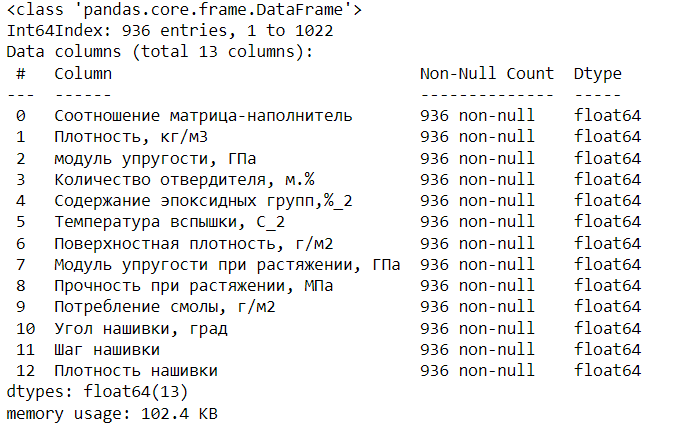 <class 'pandas.core.frame.DataFrame'>
Int64Index: 936 entries, 1 to 1022
Data columns (total 13 columns):
 #   Column                                Non-Null Count  Dtype
---  ------                                --------------  -----
 0   Соотношение матрица-наполнитель       936 non-null    float64
 1   Плотность, кг/м3                      936 non-null    float64
 2   модуль упругости, ГПа                 936 non-null    float64
 3   Количество отвердителя, м.%           936 non-null    float64
 4   Содержание эпоксидных групп,%_2       936 non-null    float64
 5   Температура вспышки, С_2              936 non-null    float64
 6   Поверхностная плотность, г/м2         936 non-null    float64
 7   Модуль упругости при растяжении, ГПа  936 non-null    float64
 8   Прочность при растяжении, МПа         936 non-null    float64
 9   Потребление смолы, г/м2               936 non-null    float64
 10  Угол нашивки, град                    936 non-null    float64
 11  Шаг нашивки                           936 non-null    float64
 12  Плотность нашивки                     936 non-null    float64
dtypes: float64(13)
memory usage: 102.4 KB